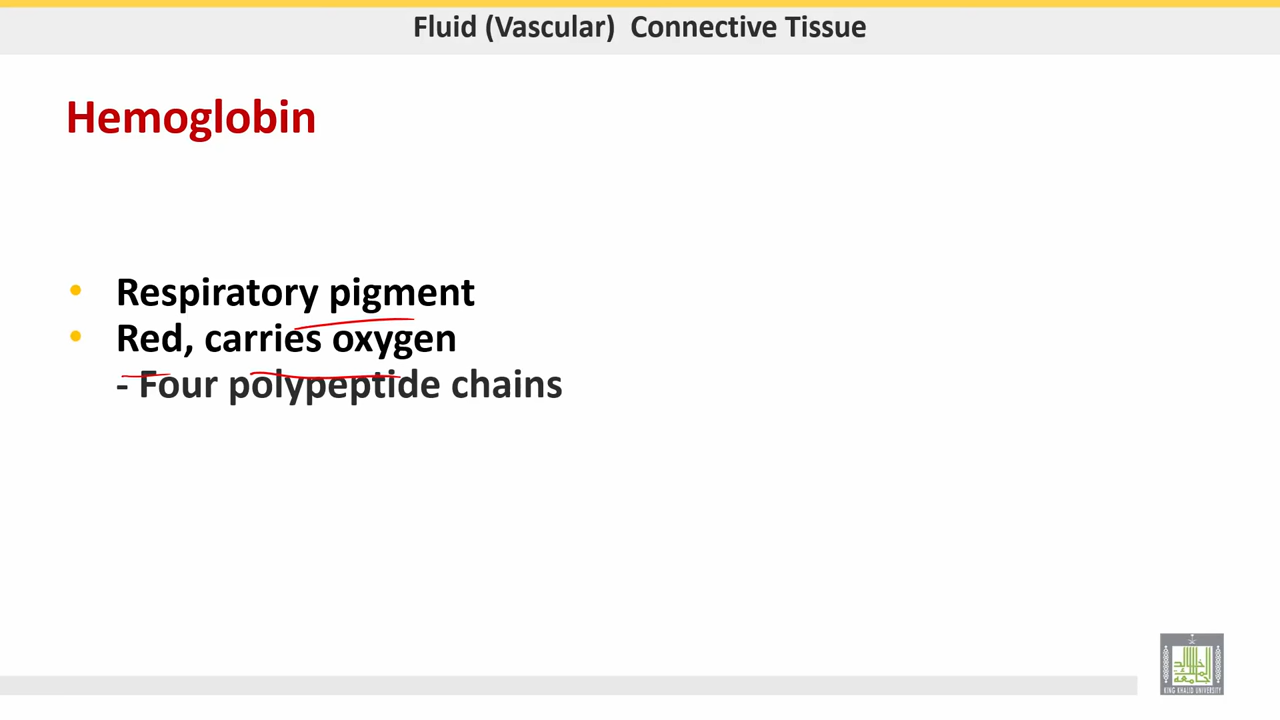 Fluid (Vascular) Connective Tissue
Hemoglobin
• Respiratory pigment
• Red, carries oxygen
- Four polypeptide chains
KING KHALID UNIVERSITY